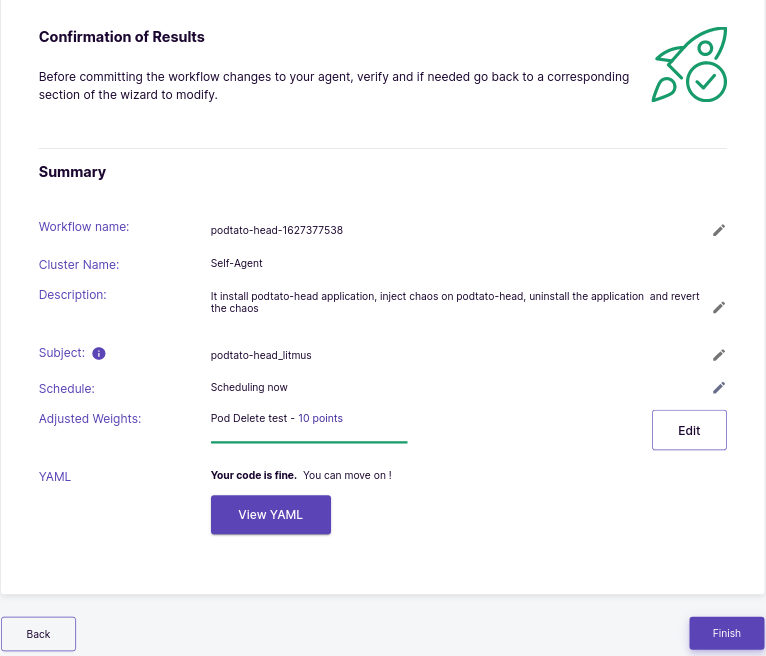 Confirmation of Results
Before committing the workflow changes to your agent, verify and if needed go back to a corresponding
section of the wizard to modify.
Summary
Workflow name: podtato-head-1627377538
Cluster Name: Self-Agent
Description: It install podtato-head application, inject chaos on podtato-head, uninstall the application and revert
the chaos
Subject: i podtato-head_litmus
Schedule: Scheduling now
Adjusted Weights: Pod Delete test - 10 points
Edit
YAML Your code is fine. You can move on !
View YAML
Back Finish